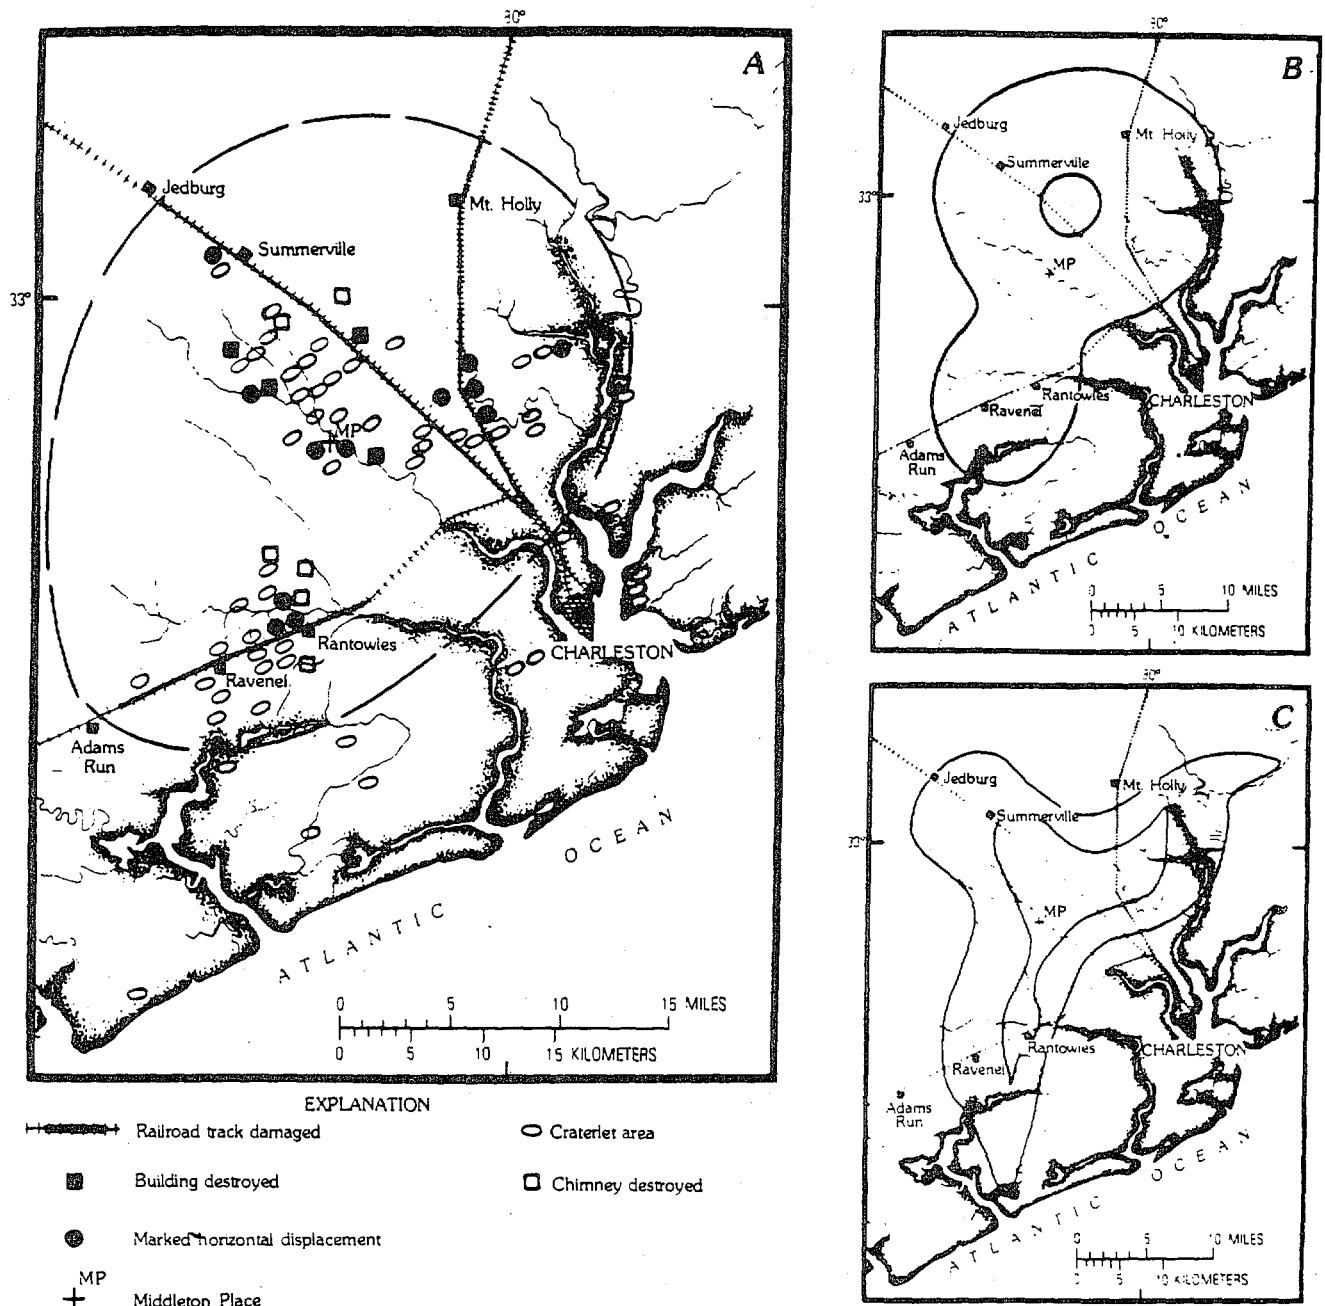 80°
A
Jedburg
Mt. Holly
Summerville
33°
MP
Rantowles
CHARLESTON
Ravenel
Adams
Run
ATLANTIC OCEAN
0 5 10 15 MILES
0 5 10 15 KILOMETERS
EXPLANATION
Railroad track damaged
Building destroyed
Marked horizontal displacement
MP
Middleton Place
Craterlet area
Chimney destroyed
80°
B
Jedburg
Mt Holly
Summerville
33°
MP
Rantowles
CHARLESTON
Ravenel
Adams
Run
ATLANTIC OCEAN
0 5 10 MILES
0 5 10 KILOMETERS
80°
C
Jedburg
Mt. Holly
Summerville
33°
MP
Rantowles
CHARLESTON
Ravenel
Adams
Run
ATLANTIC OCEAN
0 5 10 MILES
0 5 10 KILOMETERS